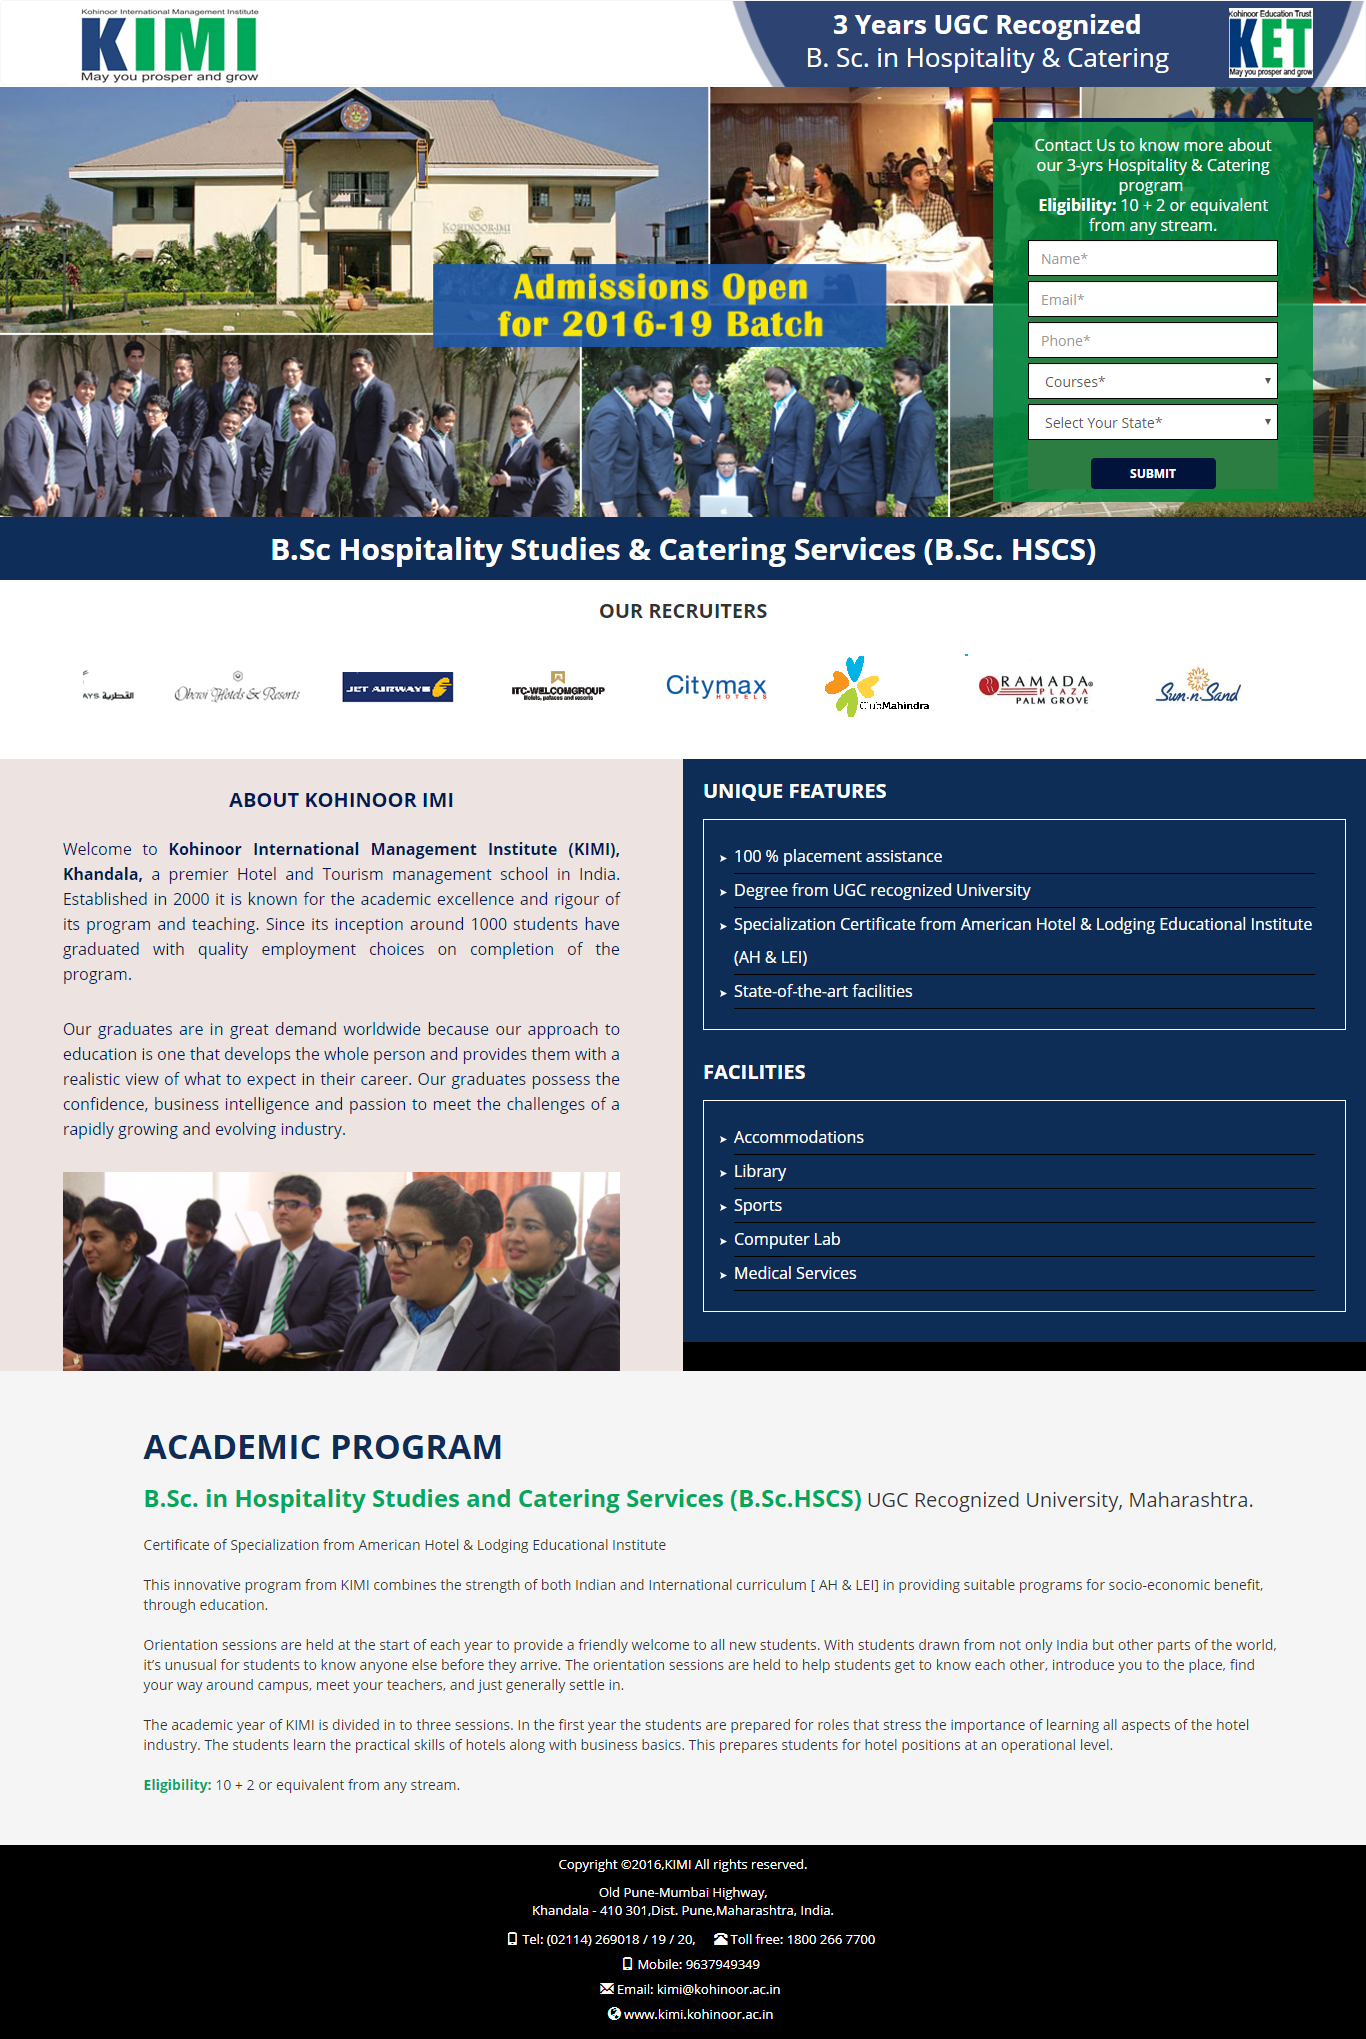 Kohinoor International Management Institute
KIMI
May you prosper and grow
3 Years UGC Recognized
B. Sc. in Hospitality & Catering
Kohinoor Education Trust
KET
May you prosper and grow
KOHINOOR-IMI
Admissions Open
for 2016-19 Batch
Contact Us to know more about
our 3-yrs Hospitality & Catering
program
Eligibility: 10 + 2 or equivalent
from any stream.
Name*
Email*
Phone*
Courses*
Select Your State*
SUBMIT
B.Sc Hospitality Studies & Catering Services (B.Sc. HSCS)
OUR RECRUITERS
AYS القطرية
Oberoi Hotels & Resorts
JET AIRWAYS
ITC-WELCOMGROUP
Hotels, palaces and resorts
Citymax
HOTELS
ClubMahindra
RAMADA
PLAZA
PALM GROVE
Sun-n-Sand
ABOUT KOHINOOR IMI
Welcome to Kohinoor International Management Institute (KIMI),
Khandala, a premier Hotel and Tourism management school in India.
Established in 2000 it is known for the academic excellence and rigour of
its program and teaching. Since its inception around 1000 students have
graduated with quality employment choices on completion of the
program.
Our graduates are in great demand worldwide because our approach to
education is one that develops the whole person and provides them with a
realistic view of what to expect in their career. Our graduates possess the
confidence, business intelligence and passion to meet the challenges of a
rapidly growing and evolving industry.
UNIQUE FEATURES
100 % placement assistance
Degree from UGC recognized University
Specialization Certificate from American Hotel & Lodging Educational Institute
(AH & LEI)
State-of-the-art facilities
FACILITIES
Accommodations
Library
Sports
Computer Lab
Medical Services
ACADEMIC PROGRAM
B.Sc. in Hospitality Studies and Catering Services (B.Sc.HSCS) UGC Recognized University, Maharashtra.
Certificate of Specialization from American Hotel & Lodging Educational Institute
This innovative program from KIMI combines the strength of both Indian and International curriculum [ AH & LEI] in providing suitable programs for socio-economic benefit,
through education.
Orientation sessions are held at the start of each year to provide a friendly welcome to all new students. With students drawn from not only India but other parts of the world,
it's unusual for students to know anyone else before they arrive. The orientation sessions are held to help students get to know each other, introduce you to the place, find
your way around campus, meet your teachers, and just generally settle in.
The academic year of KIMI is divided in to three sessions. In the first year the students are prepared for roles that stress the importance of learning all aspects of the hotel
industry. The students learn the practical skills of hotels along with business basics. This prepares students for hotel positions at an operational level.
Eligibility: 10 + 2 or equivalent from any stream.
Copyright ©2016,KIMI All rights reserved.
Old Pune-Mumbai Highway,
Khandala - 410 301,Dist. Pune,Maharashtra, India.
Tel: (02114) 269018 / 19 / 20, Toll free: 1800 266 7700
Mobile: 9637949349
Email: kimi@kohinoor.ac.in
www.kimi.kohinoor.ac.in